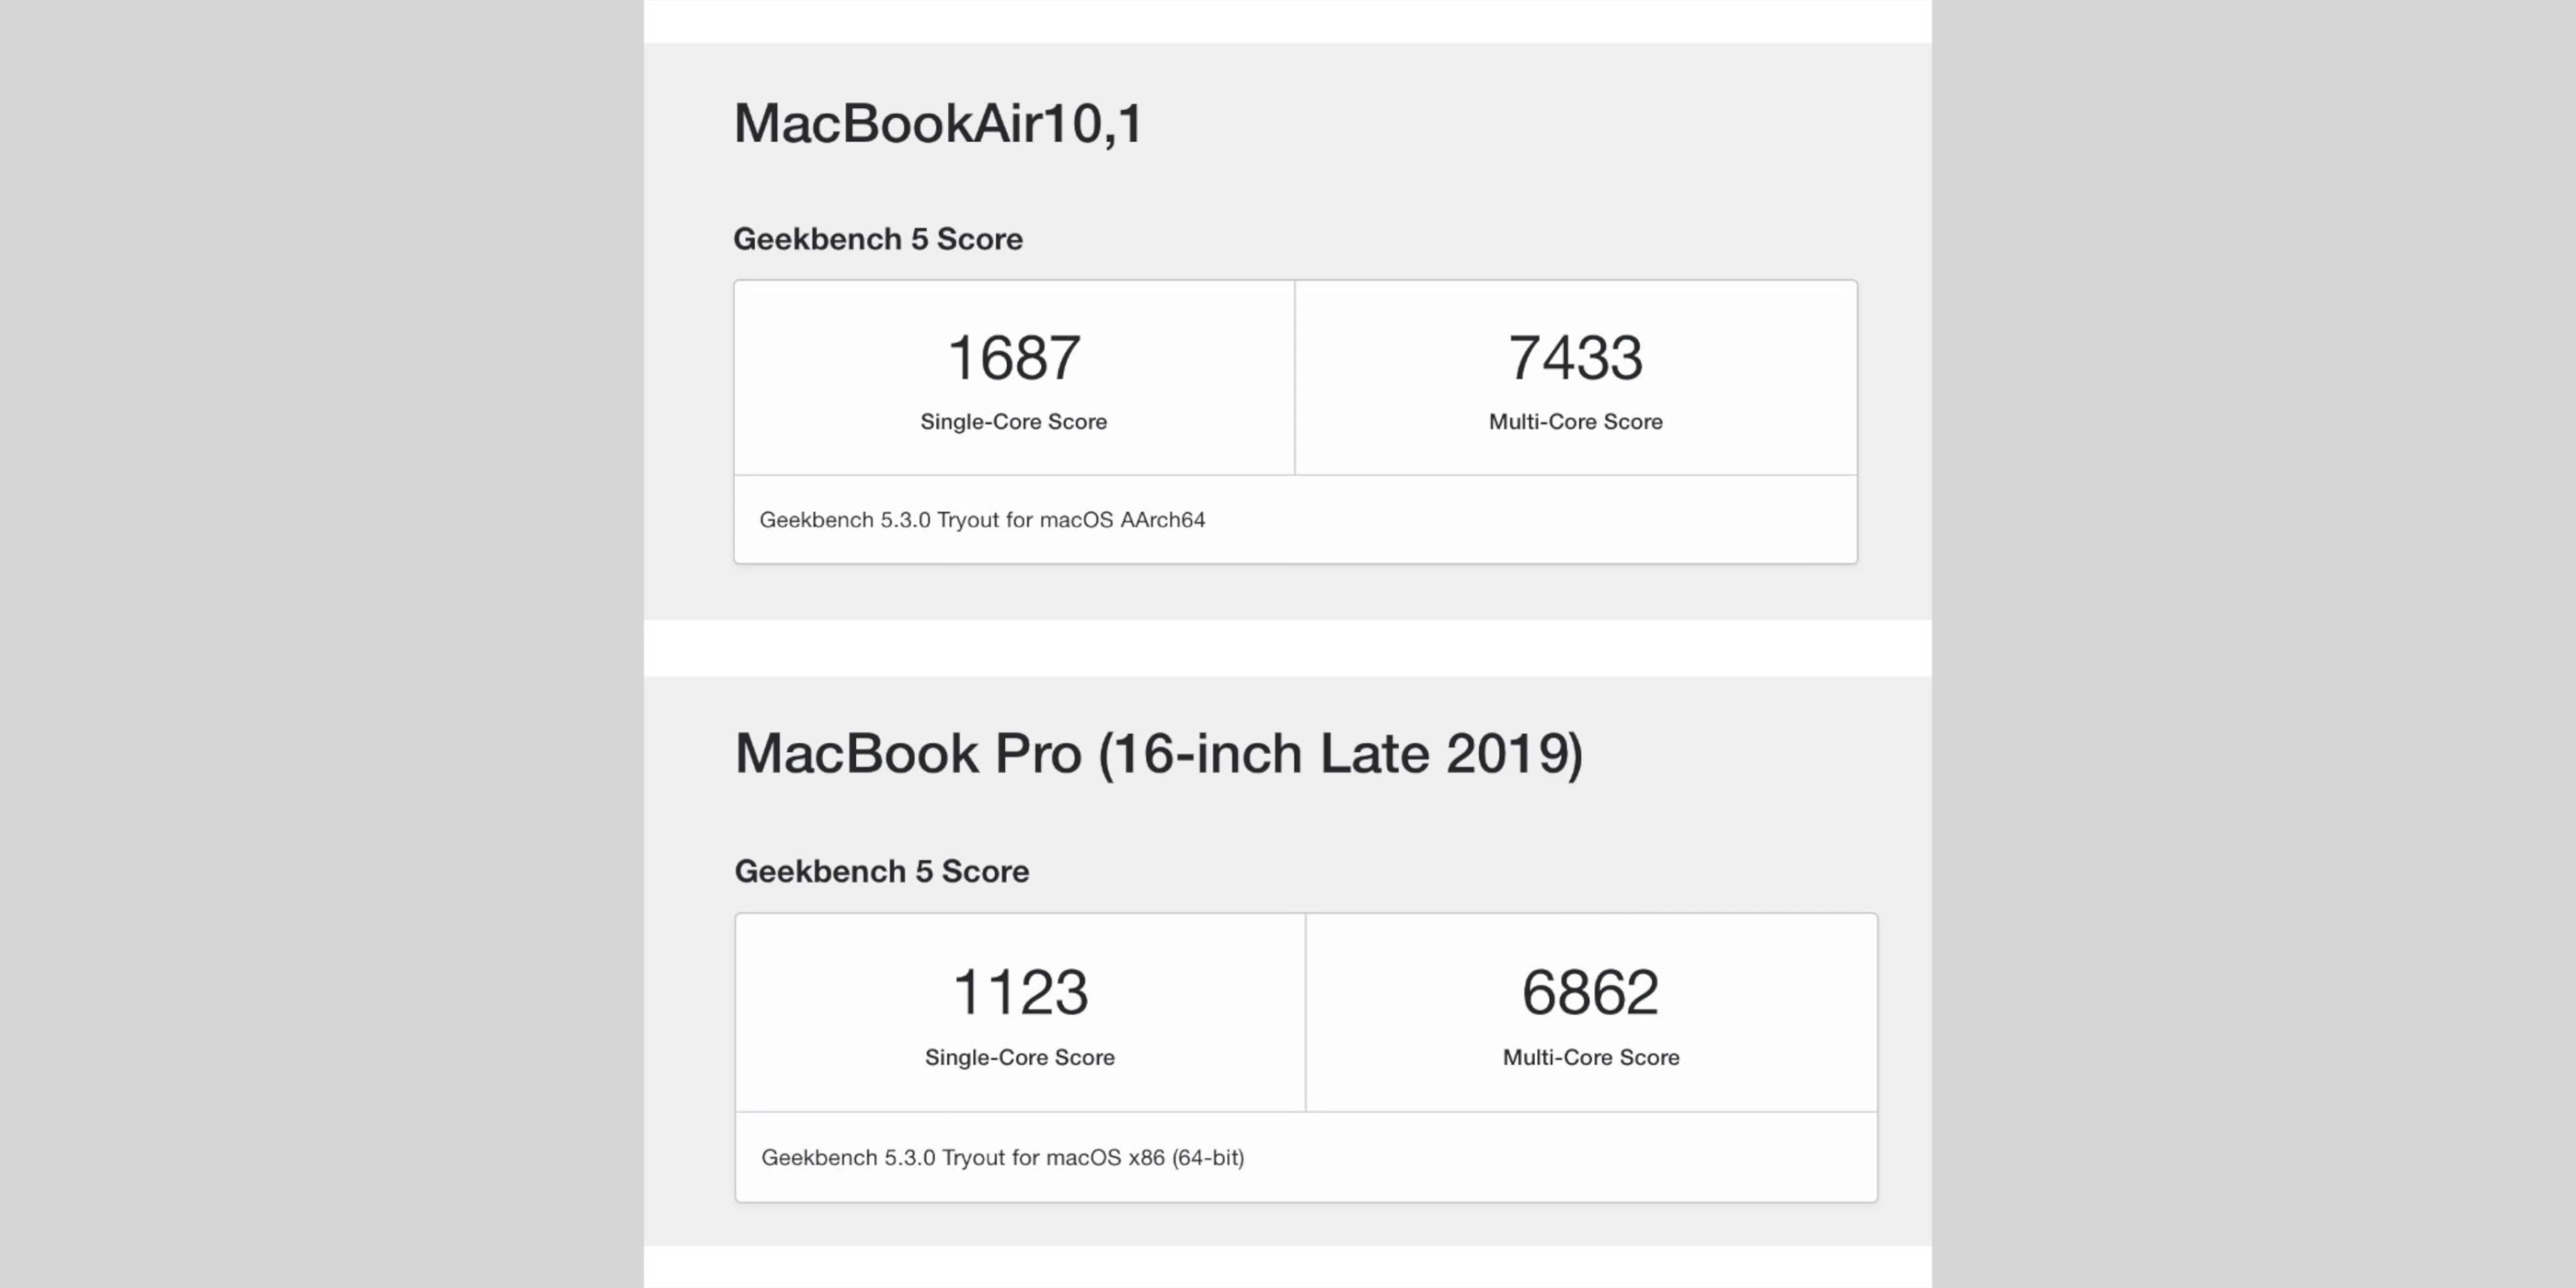 MacBookAir10,1
Geekbench 5 Score
1687
7433
Single-Core Score
Multi-Core Score
Geekbench 5.3.0 Tryout for macOS AArch64
MacBook Pro (16-inch Late 2019)
Geekbench 5 Score
1123
6862
Single-Core Score
Multi-Core Score
Geekbench 5.3.0 Tryout for macOS x86 (64-bit)